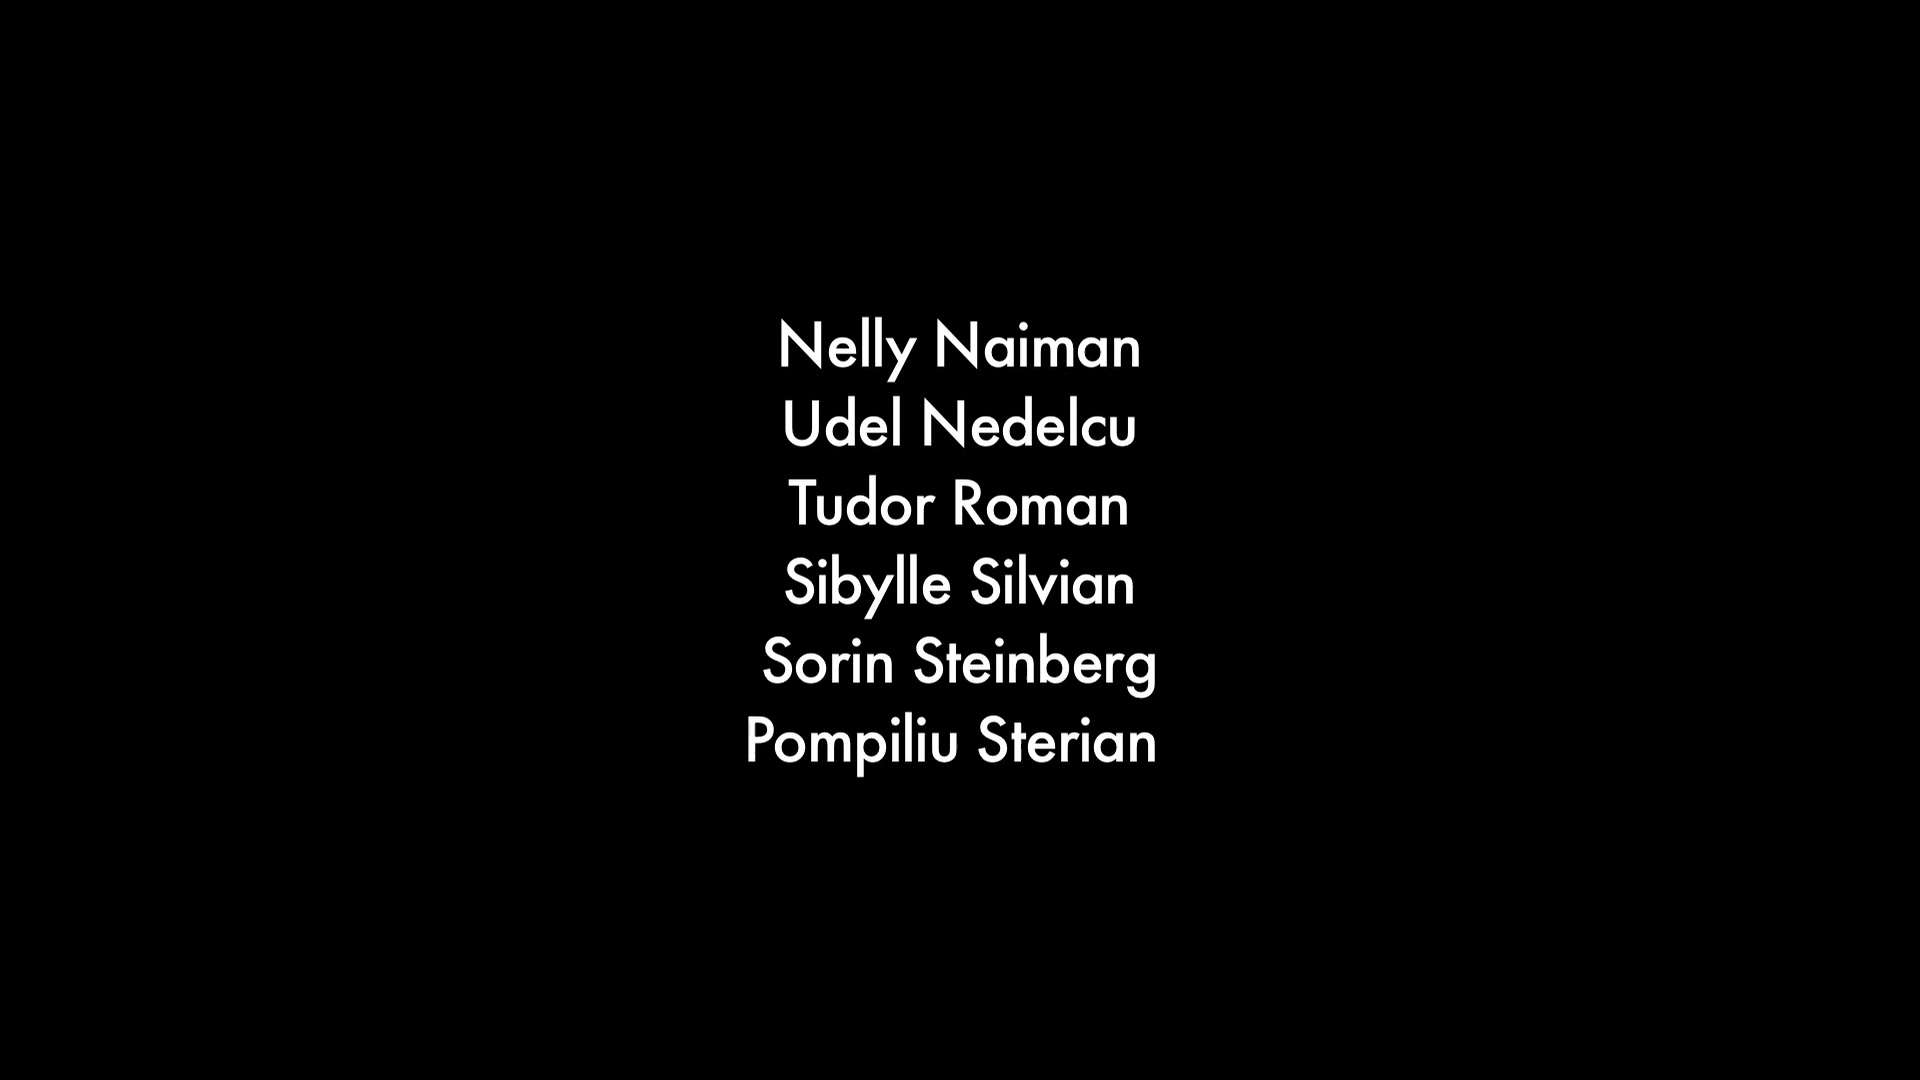 Nelly Naiman
Udel Nedelcu
Tudor Roman
Sibylle Silvian
Sorin Steinberg
Pompiliu Sterian